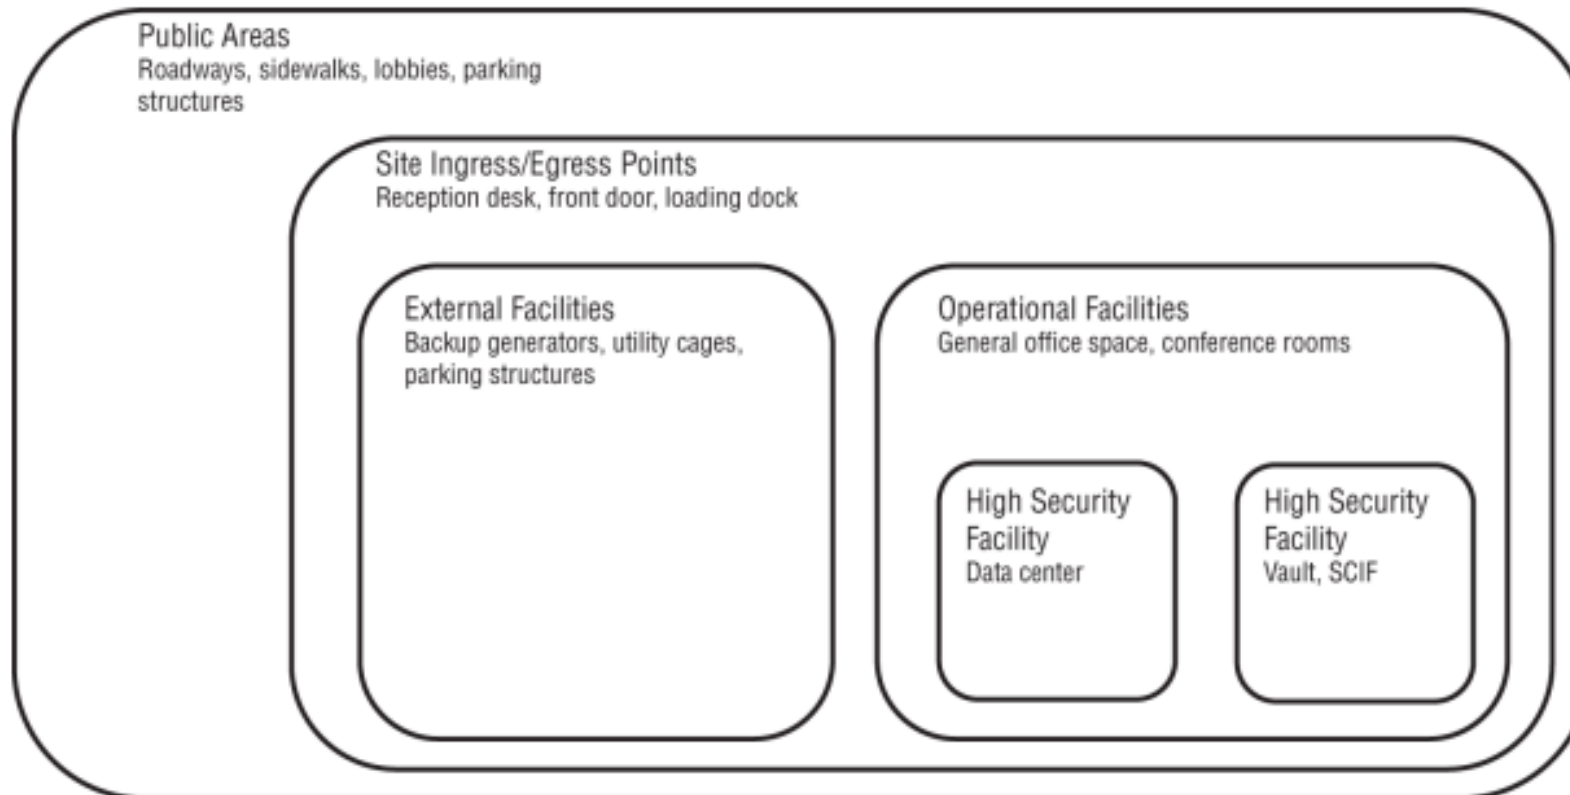 Public Areas
Roadways, sidewalks, lobbies, parking
structures
Site Ingress/Egress Points
Reception desk, front door, loading dock
External Facilities
Backup generators, utility cages,
parking structures
Operational Facilities
General office space, conference rooms
High Security
Facility
Data center
High Security
Facility
Vault, SCIF